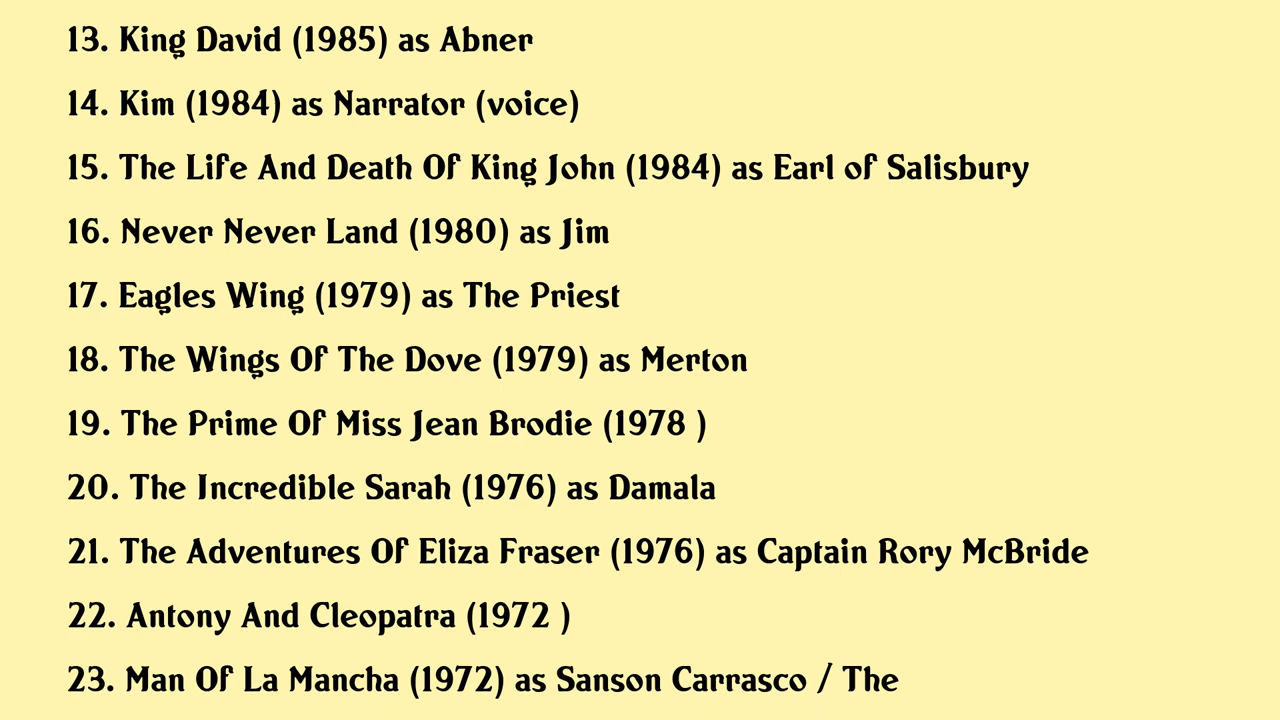 13. King David (1985) as Abner
14. Kim (1984) as Narrator (voice)
15. The Life And Death Of King John (1984) as Earl of Salisbury
16. Never Never Land (1980) as Jim
17. Eagles Wing (1979) as The Priest
18. The Wings Of The Dove (1979) as Merton
19. The Prime Of Miss Jean Brodie (1978 )
20. The Incredible Sarah (1976) as Damala
21. The Adventures Of Eliza Fraser (1976) as Captain Rory McBride
22. Antony And Cleopatra (1972 )
23. Man Of La Mancha (1972) as Sanson Carrasco / The